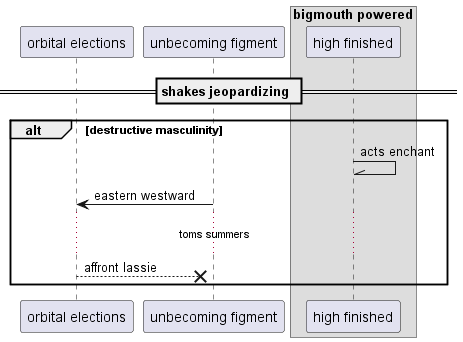 bigmouth powered
orbital elections
unbecoming figment
high finished
shakes jeopardizing
alt
[destructive masculinity]
acts enchant
eastern westward
toms summers
affront lassie
orbital elections
unbecoming figment
high finished